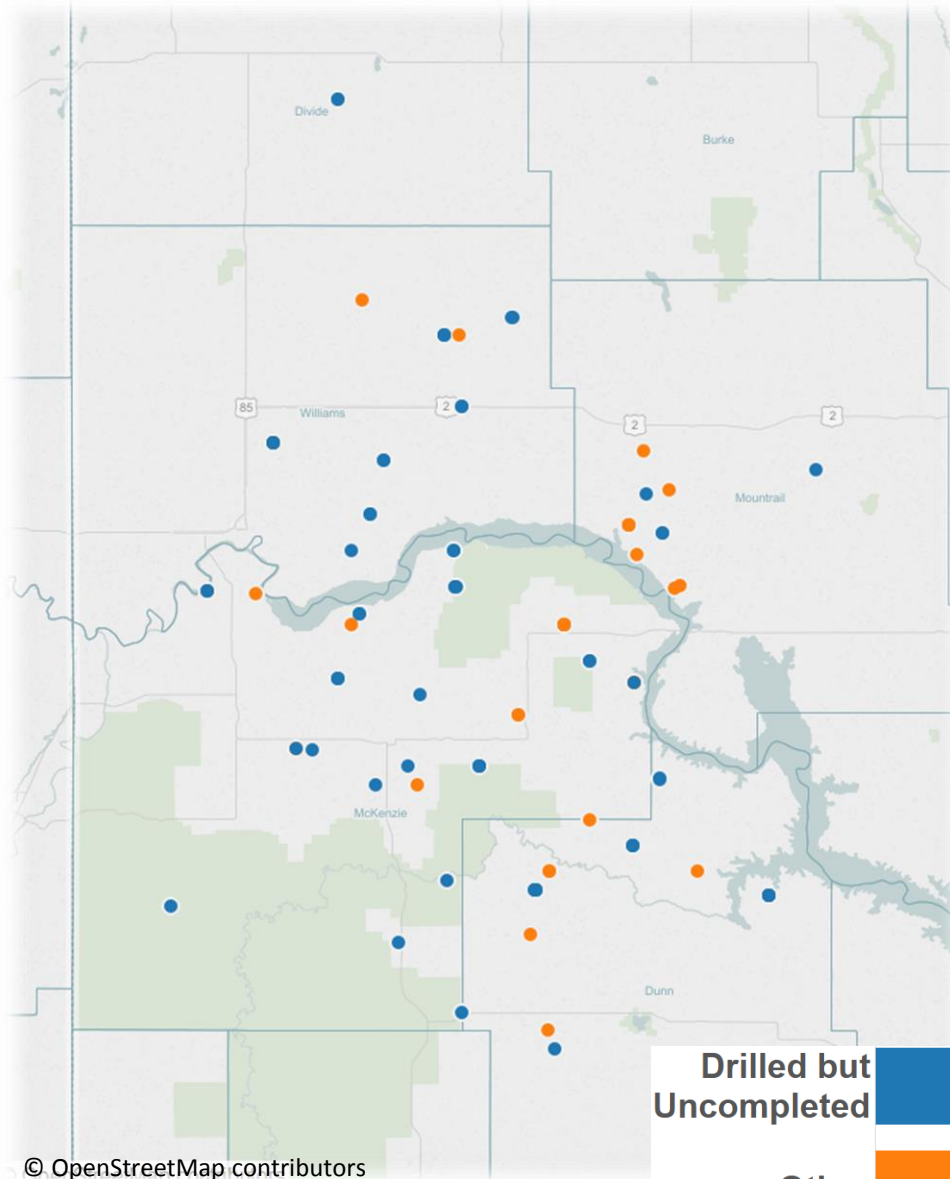 Divide
Burke
85
Williams
2
2
2
Mountrail
McKenzie
Dunn
Drilled but
Uncompleted
© OpenStreetMap contributors